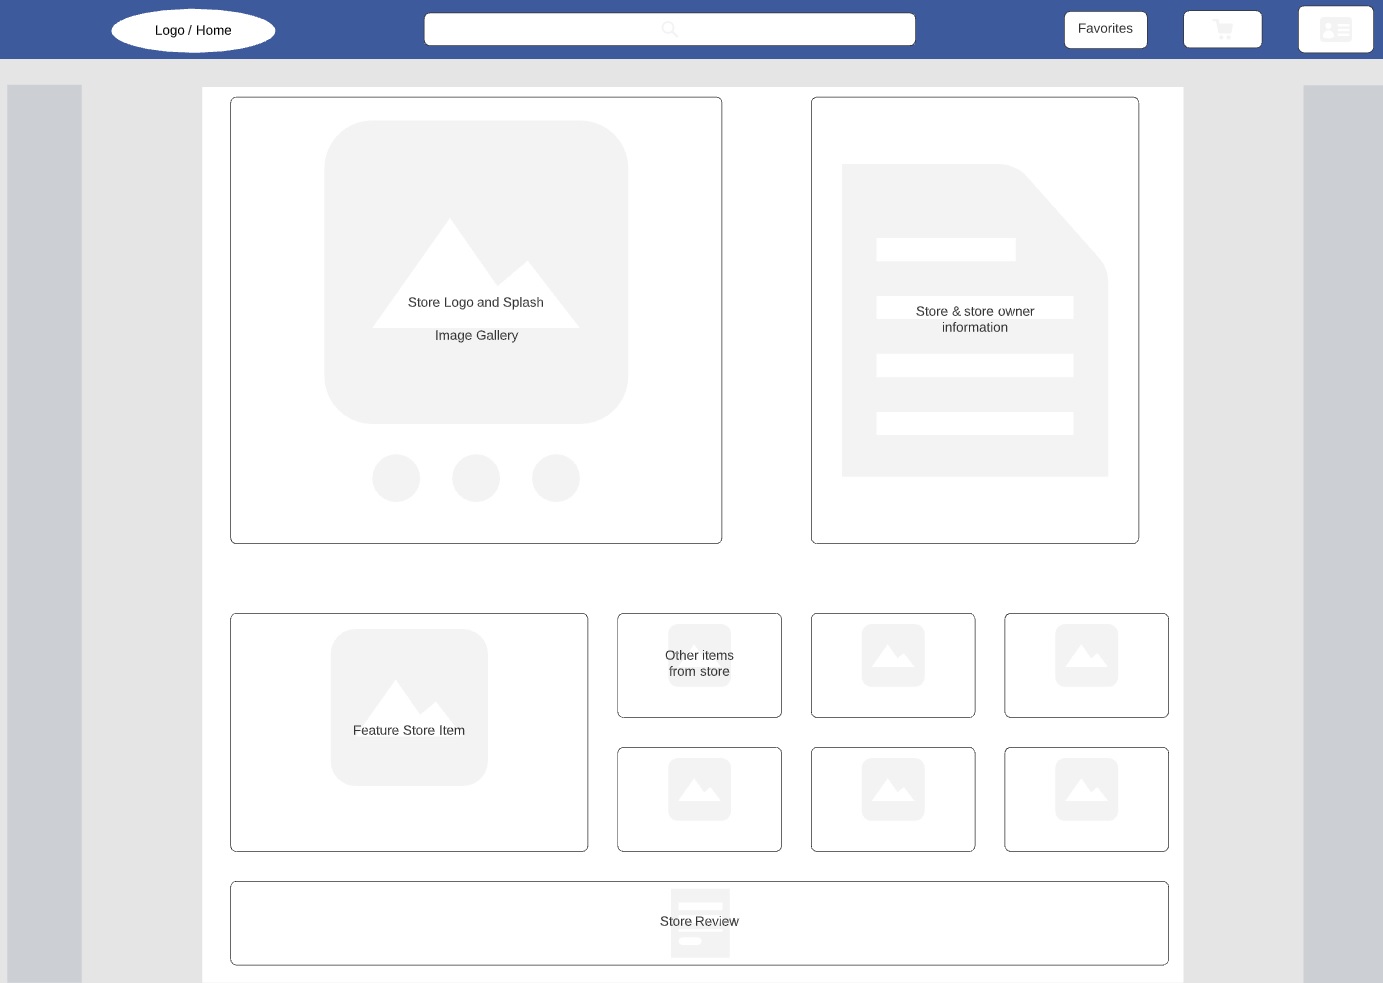 Logo / Home
Favorites
Store Logo and Splash
Image Gallery
Store & store owner
information
Feature Store Item
Other items
from store
Store Review